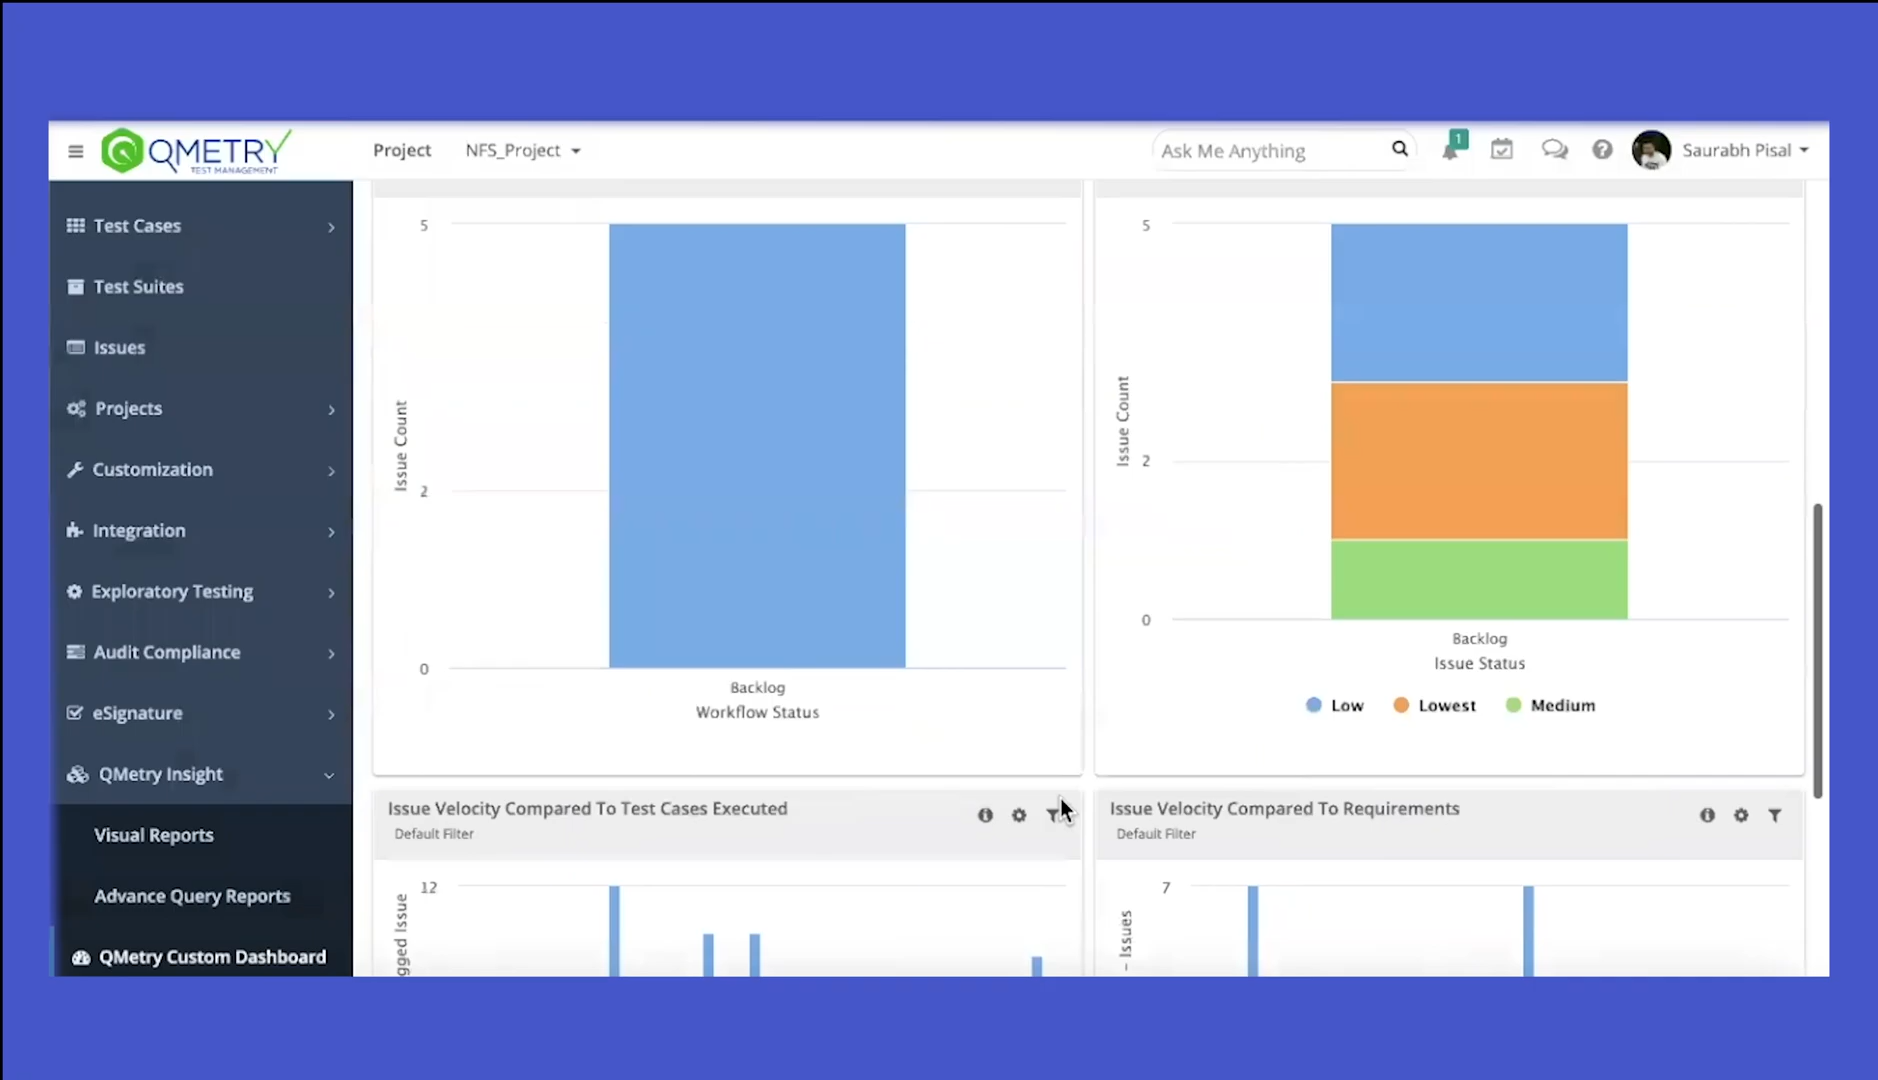 QMETRY
TEST MANAGEMENT
Project
NFS_Project
Ask Me Anything
1
Saurabh Pisal
Test Cases
Test Suites
Issues
Projects
Customization
Integration
Exploratory Testing
Audit Compliance
eSignature
QMetry Insight
Visual Reports
Advance Query Reports
QMetry Custom Dashboard
5
2
0
Issue Count
Backlog
Workflow Status
5
2
0
Issue Count
Backlog
Issue Status
Low
Lowest
Medium
Issue Velocity Compared To Test Cases Executed
Default Filter
12
gged Issue
Issue Velocity Compared To Requirements
Default Filter
7
– Issues